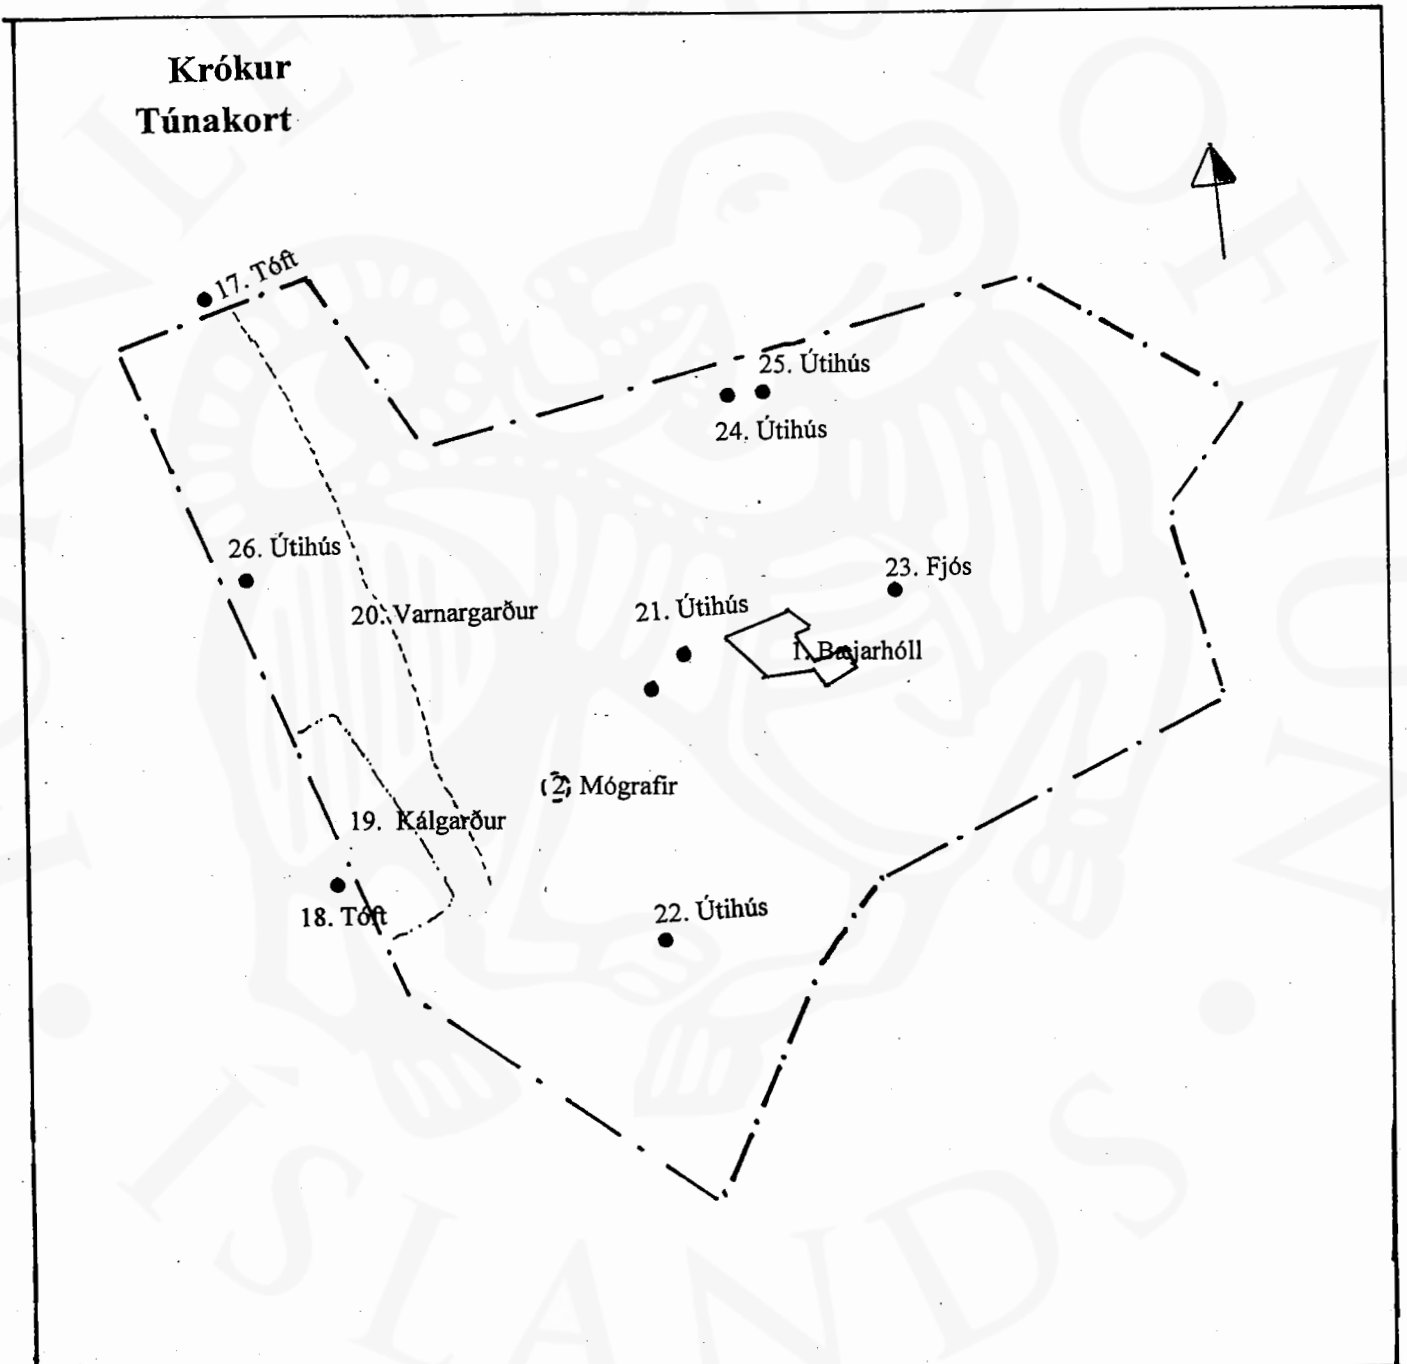 Krókur
Túnakort
17. Tóft
25. Útihús
24. Útihús
26. Útihús
23. Fjós
21. Útihús
20. Varnargarður
1. Bæjarhóll
2. Mógrafir
19. Kálgarður
18. Tóft
22. Útihús
ÍSLANDS